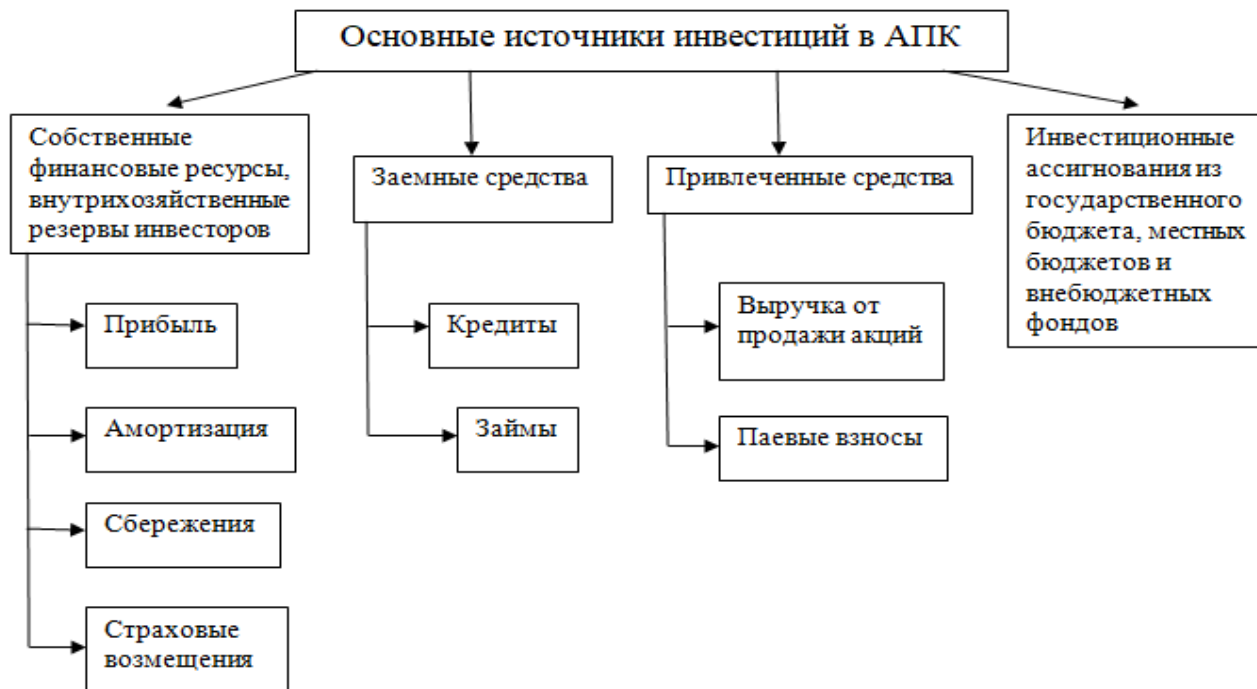 Основные источники инвестиций в АПК
Собственные
финансовые ресурсы,
внутрихозяйственные
резервы инвесторов
Заемные средства
Привлеченные средства
Инвестиционные
ассигнования из
государственного
бюджета, местных
бюджетов и
внебюджетных
фондов
Прибыль
Амортизация
Сбережения
Страховые
возмещения
Кредиты
Займы
Выручка от
продажи акций
Паевые взносы